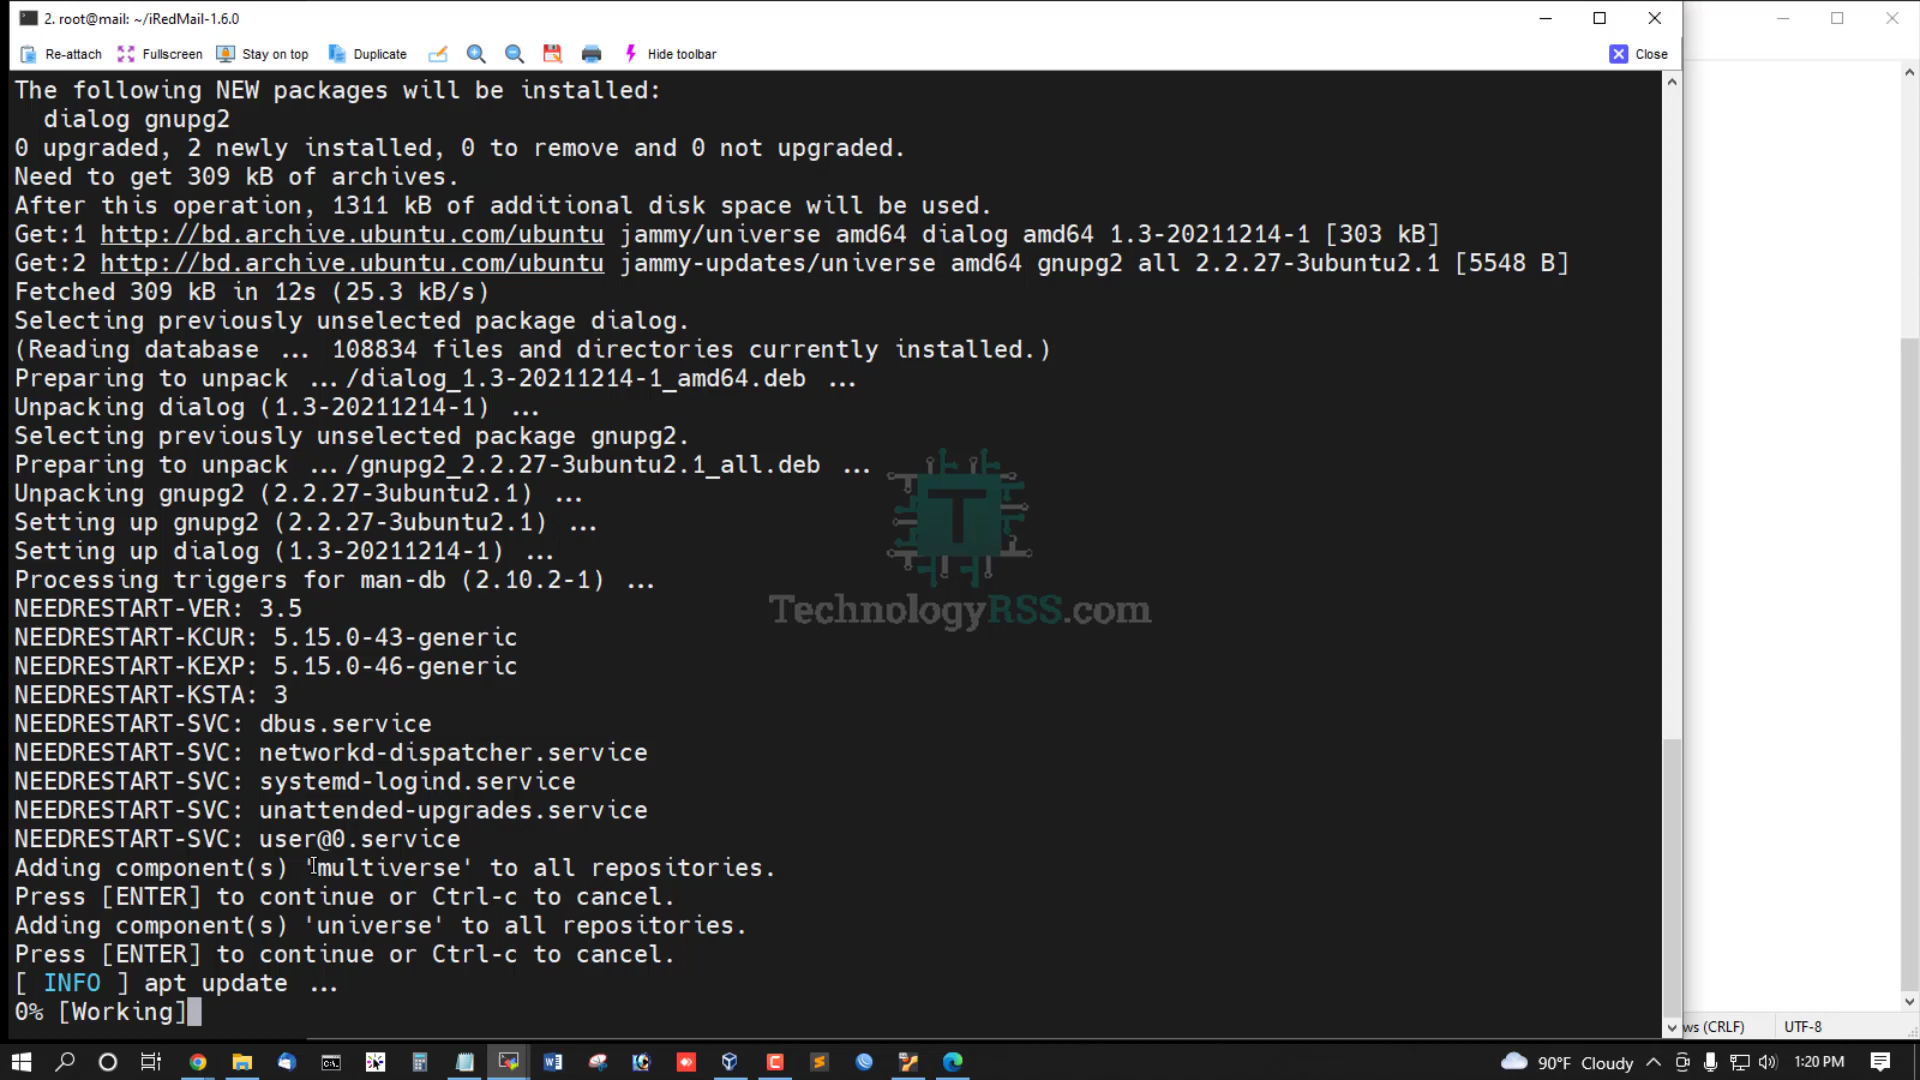 2. root@mail: ~/iRedMail-1.6.0
Re-attach Fullscreen Stay on top Duplicate Hide toolbar Close
The following NEW packages will be installed:
dialog gnupg2
0 upgraded, 2 newly installed, 0 to remove and 0 not upgraded.
Need to get 309 kB of archives.
After this operation, 1311 kB of additional disk space will be used.
Get:1 http://bd.archive.ubuntu.com/ubuntu jammy/universe amd64 dialog amd64 1.3-20211214-1 [303 kB]
Get:2 http://bd.archive.ubuntu.com/ubuntu jammy-updates/universe amd64 gnupg2 all 2.2.27-3ubuntu2.1 [5548 B]
Fetched 309 kB in 12s (25.3 kB/s)
Selecting previously unselected package dialog.
(Reading database ... 108834 files and directories currently installed.)
Preparing to unpack .../dialog_1.3-20211214-1_amd64.deb ...
Unpacking dialog (1.3-20211214-1) ...
Selecting previously unselected package gnupg2.
Preparing to unpack .../gnupg2_2.2.27-3ubuntu2.1_all.deb ...
Unpacking gnupg2 (2.2.27-3ubuntu2.1) ...
Setting up gnupg2 (2.2.27-3ubuntu2.1) ...
Setting up dialog (1.3-20211214-1) ...
Processing triggers for man-db (2.10.2-1) ...
NEEDRESTART-VER: 3.5
NEEDRESTART-KCUR: 5.15.0-43-generic
NEEDRESTART-KEXP: 5.15.0-46-generic
NEEDRESTART-KSTA: 3
NEEDRESTART-SVC: dbus.service
NEEDRESTART-SVC: networkd-dispatcher.service
NEEDRESTART-SVC: systemd-logind.service
NEEDRESTART-SVC: unattended-upgrades.service
NEEDRESTART-SVC: user@0.service
Adding component(s) 'multiverse' to all repositories.
Press [ENTER] to continue or Ctrl-c to cancel.
Adding component(s) 'universe' to all repositories.
Press [ENTER] to continue or Ctrl-c to cancel.
[ INFO ] apt update ...
0% [Working]
T
TechnologyRSS.com
ws (CRLF) UTF-8
90°F Cloudy 1:20 PM